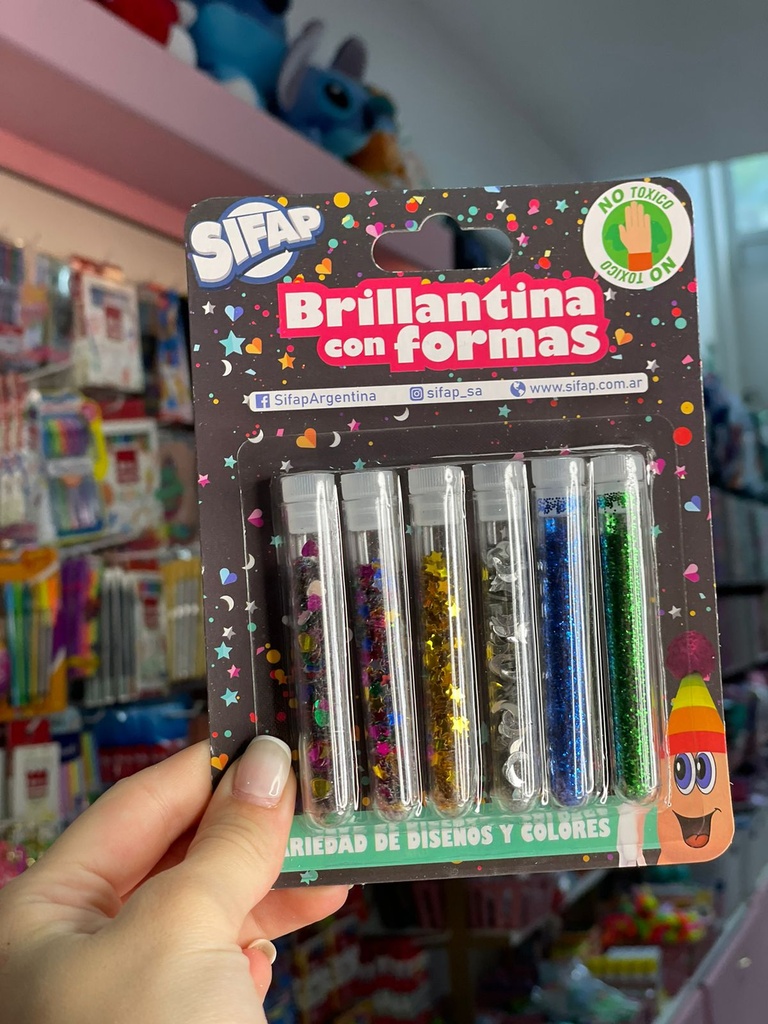 SIFAP
NO TOXICO
NO TOXICO
Brillantina
con formas
SifapArgentina sifap_sa www.sifap.com.ar
ARIEDAD DE DISEÑOS Y COLORES